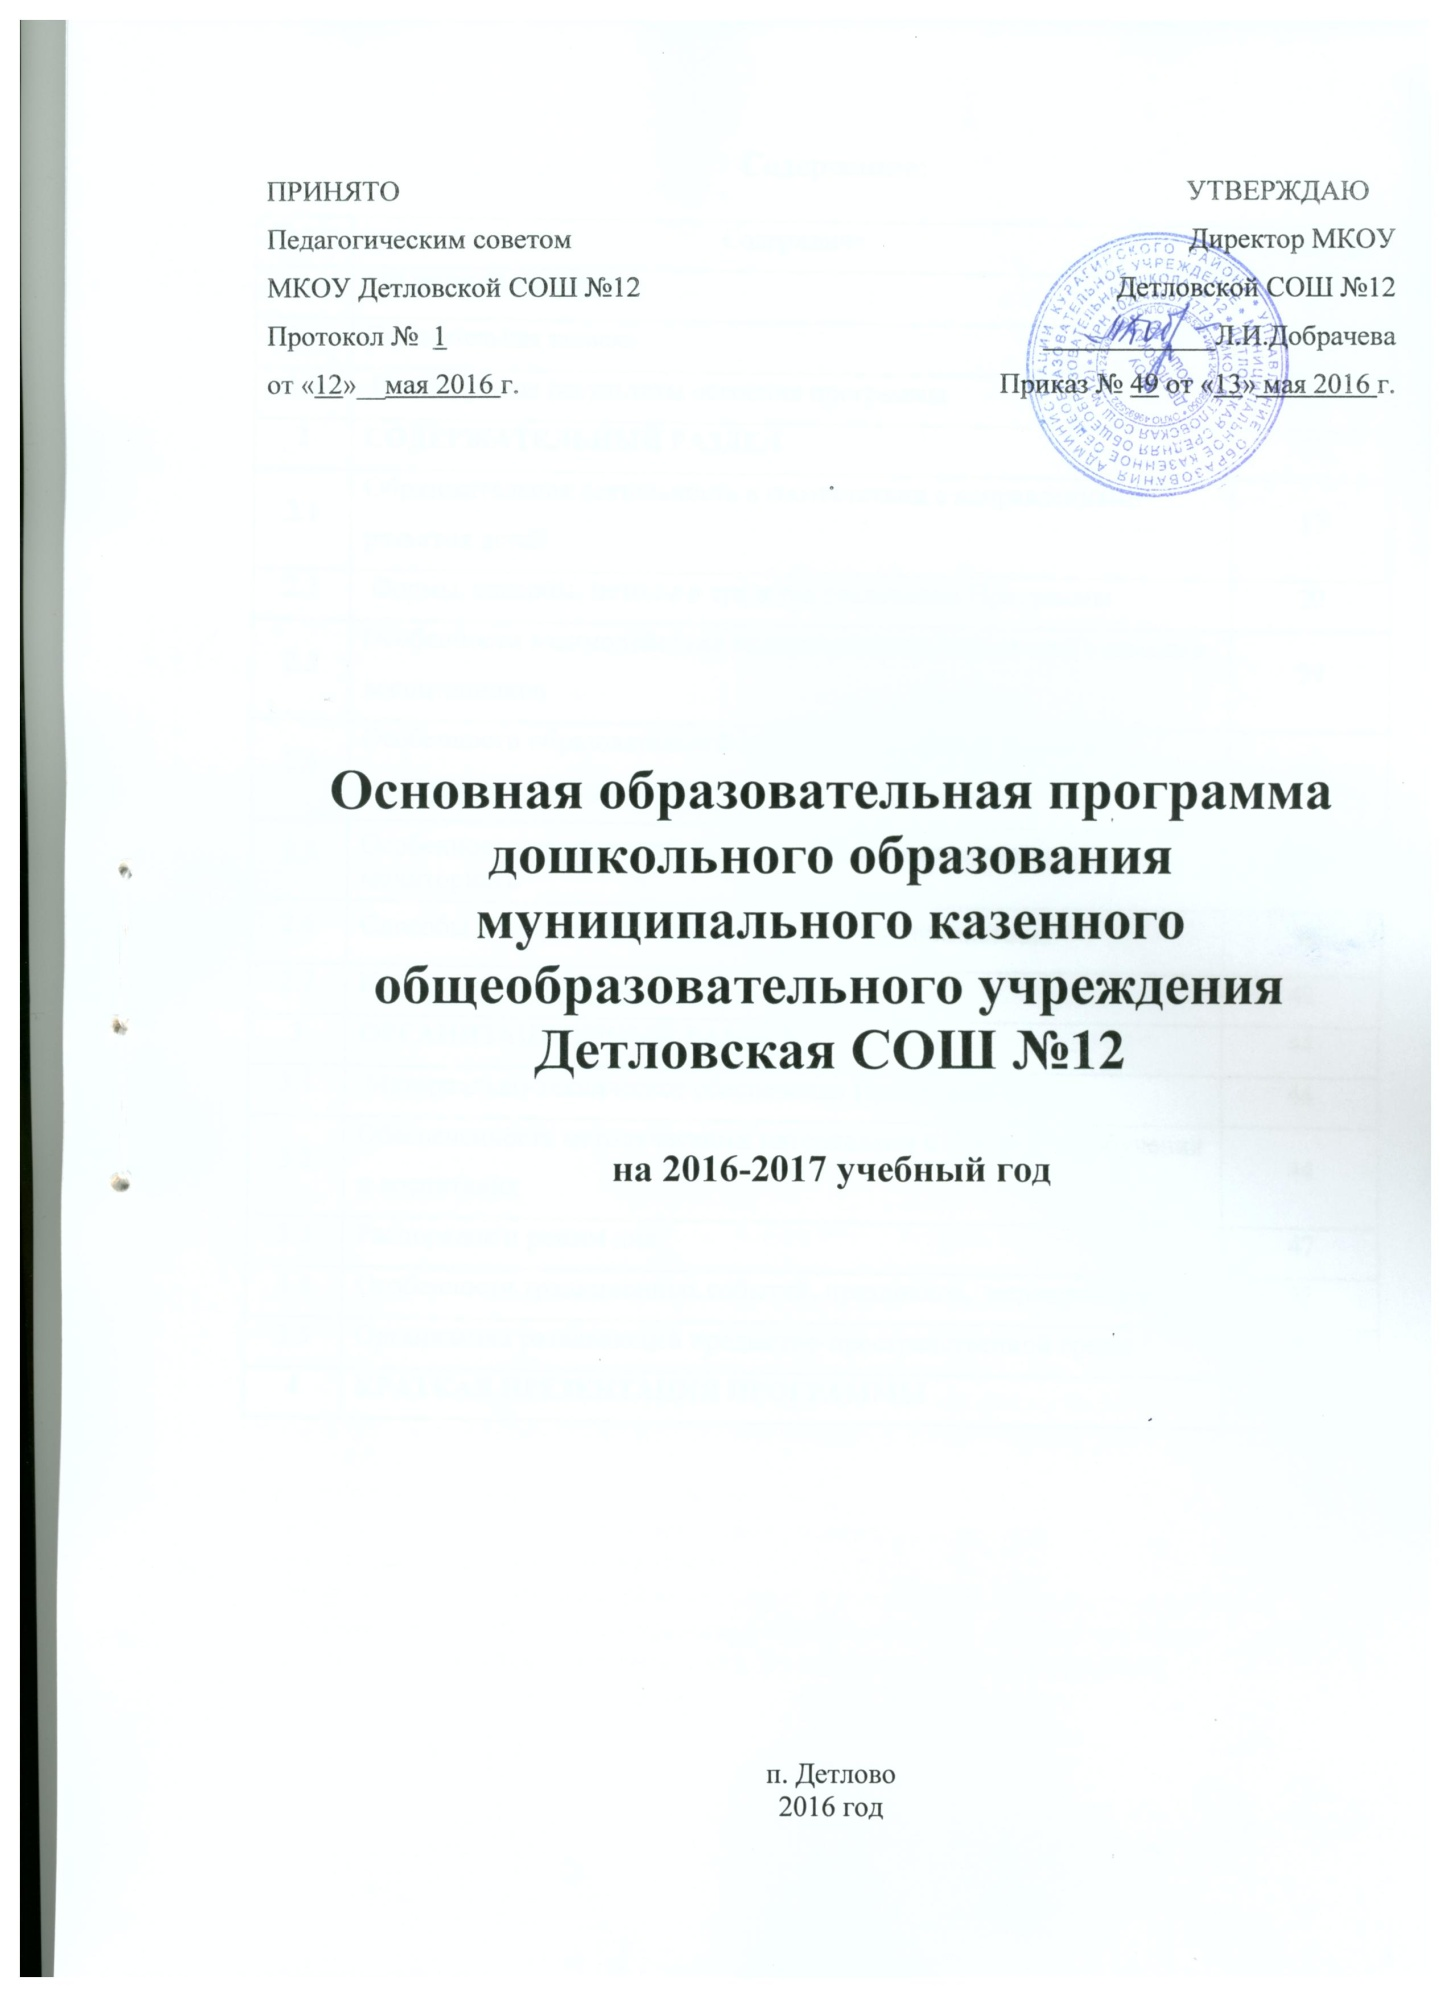 ПРИНЯТО
УТВЕРЖДАЮ
Педагогическим советом
Директор МКОУ
МКОУ Детловской СОШ №12
Детловской СОШ №12
Протокол № 1
Л.И.Добрачева
от «12»__мая 2016 г.
Приказ № 49 от «13» мая 2016 г.
Основная образовательная программа
дошкольного образования
муниципального казенного
общеобразовательного учреждения
Детловская СОШ №12
на 2016-2017 учебный год
п. Детлово
2016 год